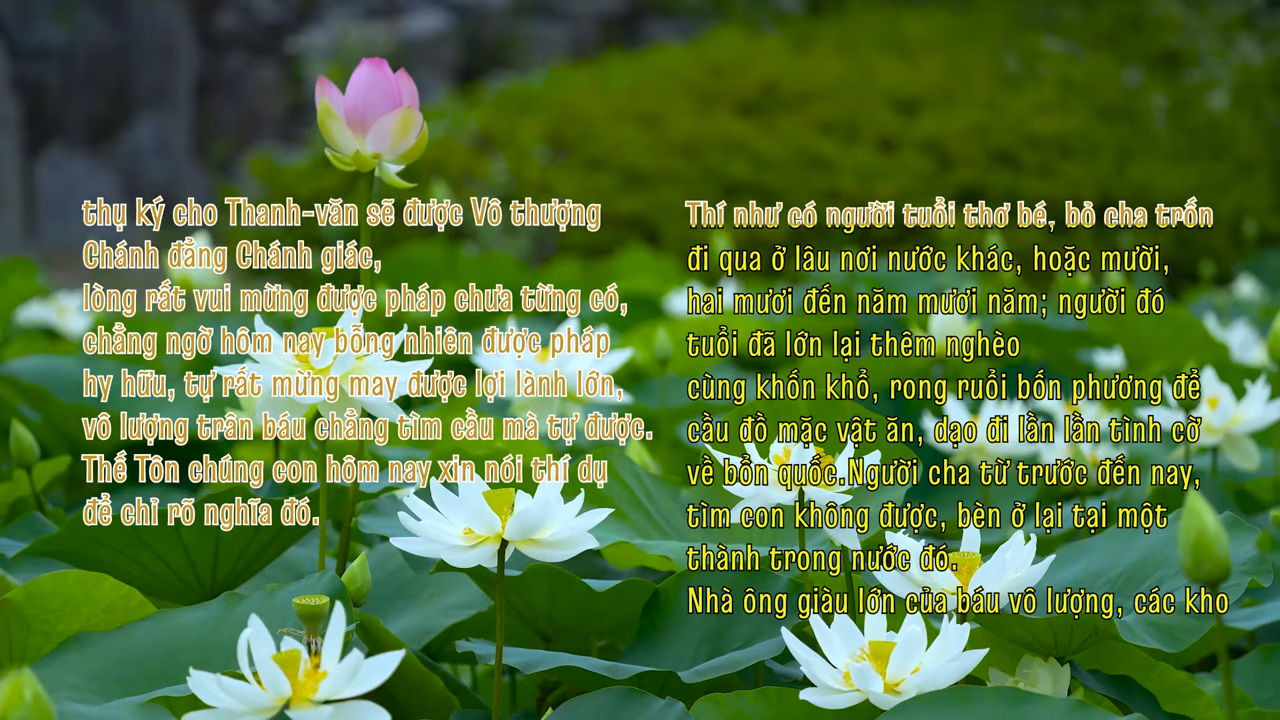 thụ ký cho Thanh-văn sẽ được Vô thượng
Chánh đẳng Chánh giác,
lòng rất vui mừng được pháp chưa từng có,
chẳng ngờ hôm nay bỗng nhiên được pháp
hy hữu, tự rất mừng may được lợi lành lớn,
vô lượng trân báu chẳng tìm cầu mà tự được.
Thế Tôn chúng con hôm nay xin nói thí dụ
để chỉ rõ nghĩa đó.
Thí như có người tuổi thơ bé, bỏ cha trốn
đi qua ở lâu nơi nước khác, hoặc mười,
hai mươi đến năm mươi năm; người đó
tuổi đã lớn lại thêm nghèo
cùng khốn khổ, rong ruổi bốn phương để
cầu đồ mặc vật ăn, dạo đi lần lần tình cờ
về bổn quốc.Người cha từ trước đến nay,
tìm con không được, bèn ở lại tại một
thành trong nước đó.
Nhà ông giàu lớn của báu vô lượng, các kho